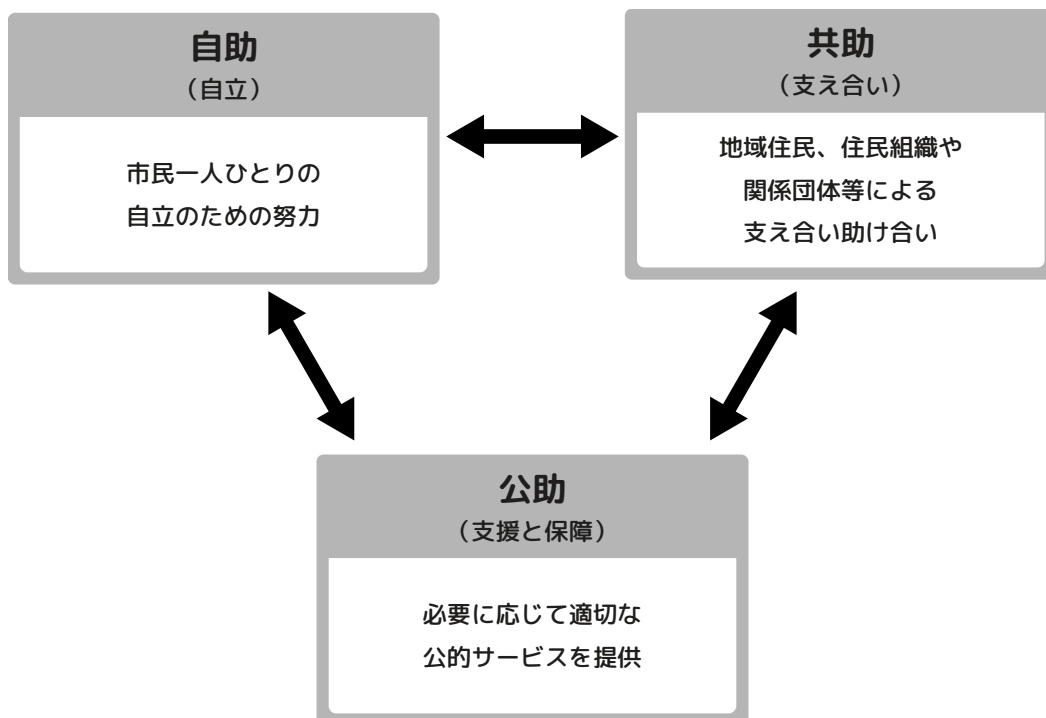 自助
（自立）
市民一人ひとりの
自立のための努力
共助
（支え合い）
地域住民、住民組織や
関係団体等による
支え合い助け合い
公助
（支援と保障）
必要に応じて適切な
公的サービスを提供